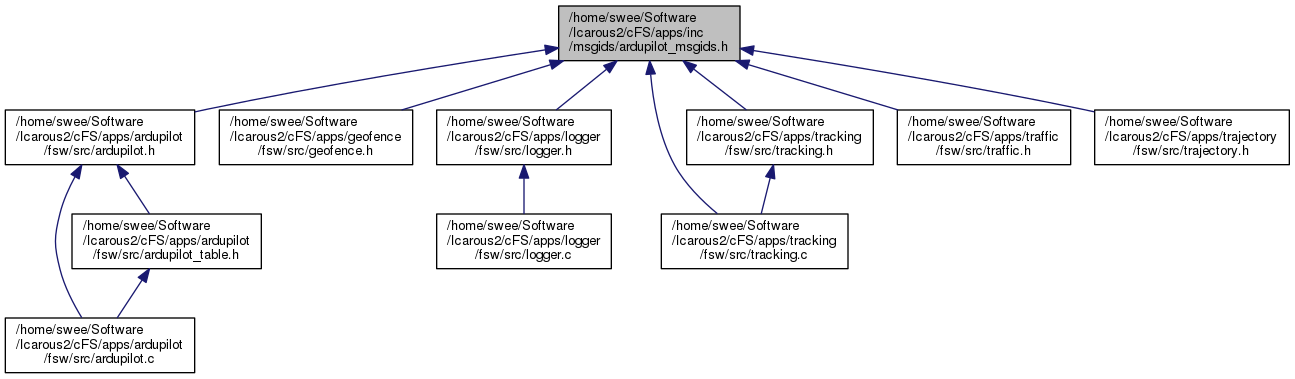 /home/swee/Software
/Icarous2/cFS/apps/inc
/msgids/ardupilot_msgids.h
/home/swee/Software
/Icarous2/cFS/apps/ardupilot
/fsw/src/ardupilot.h
/home/swee/Software
/Icarous2/cFS/apps/geofence
/fsw/src/geofence.h
/home/swee/Software
/Icarous2/cFS/apps/logger
/fsw/src/logger.h
/home/swee/Software
/Icarous2/cFS/apps/tracking
/fsw/src/tracking.h
/home/swee/Software
/Icarous2/cFS/apps/traffic
/fsw/src/traffic.h
/home/swee/Software
/Icarous2/cFS/apps/trajectory
/fsw/src/trajectory.h
/home/swee/Software
/Icarous2/cFS/apps/ardupilot
/fsw/src/ardupilot_table.h
/home/swee/Software
/Icarous2/cFS/apps/logger
/fsw/src/logger.c
/home/swee/Software
/Icarous2/cFS/apps/tracking
/fsw/src/tracking.c
/home/swee/Software
/Icarous2/cFS/apps/ardupilot
/fsw/src/ardupilot.c